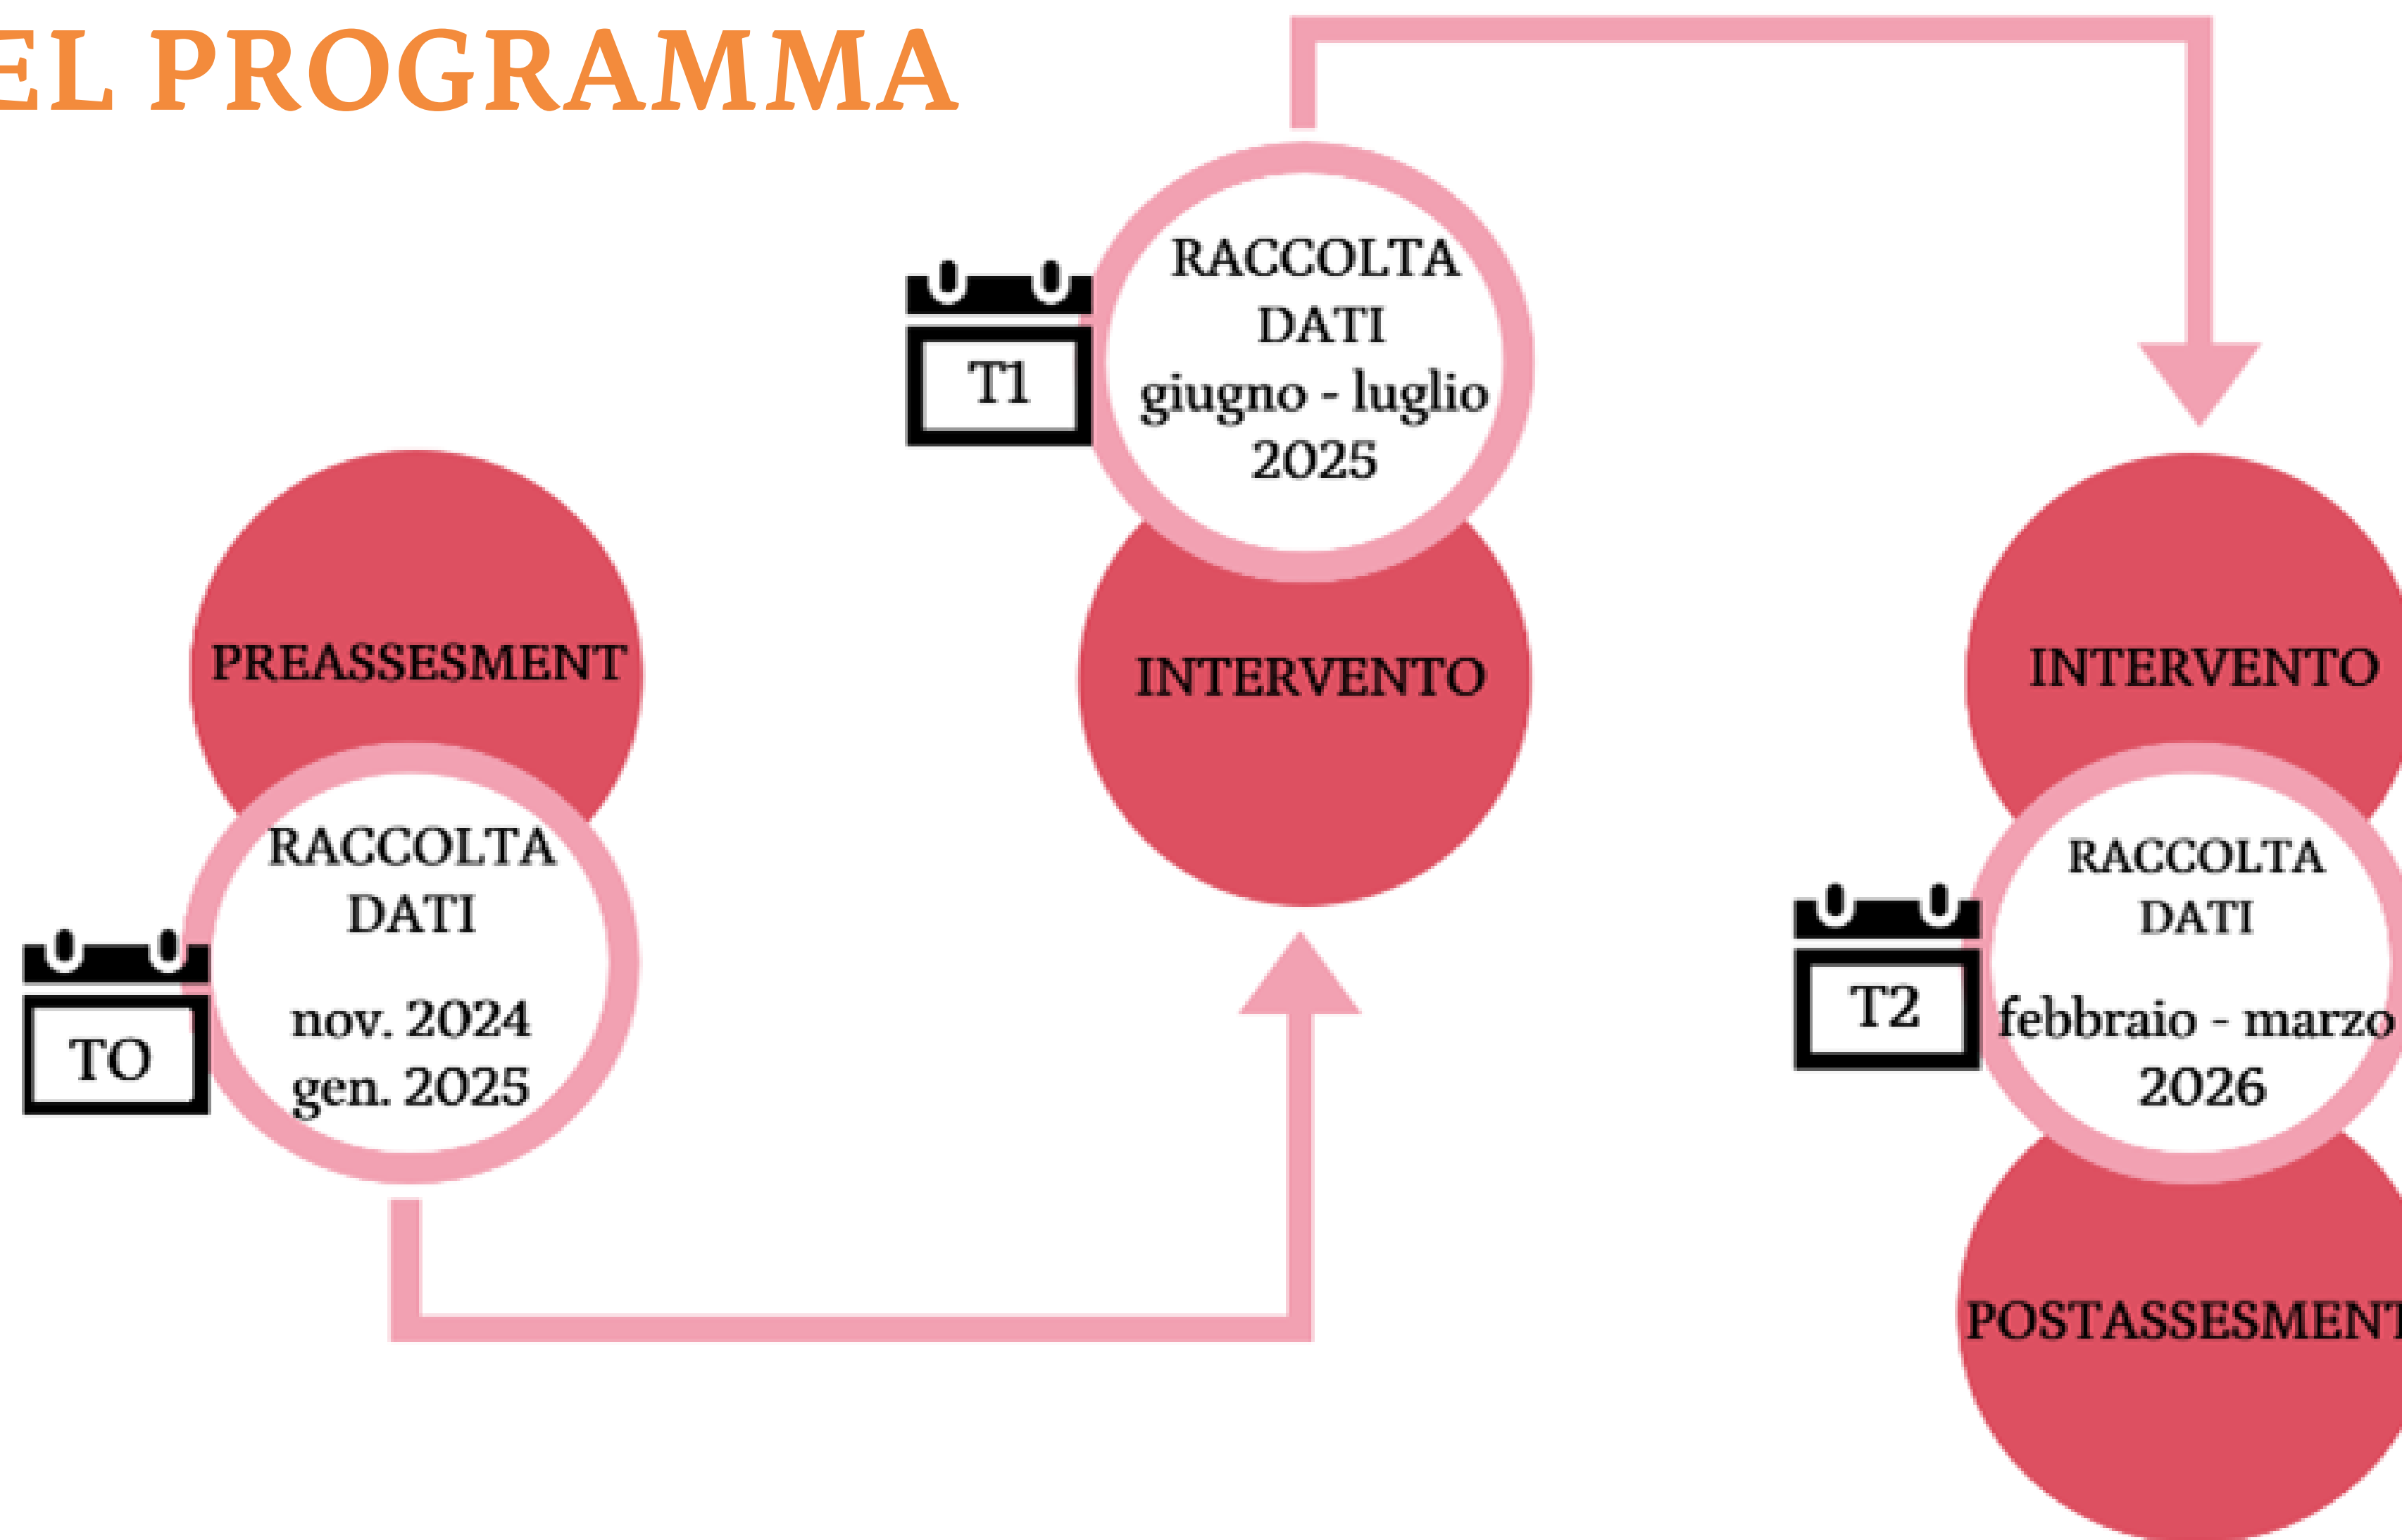 EL PROGRAMMA
PREASSESMENT
RACCOLTA
DATI
nov. 2024
gen. 2025
TO
RACCOLTA
DATI
giugno - luglio
2025
T1
INTERVENTO
INTERVENTO
RACCOLTA
DATI
febbraio - marzo
2026
T2
POSTASSESMENT